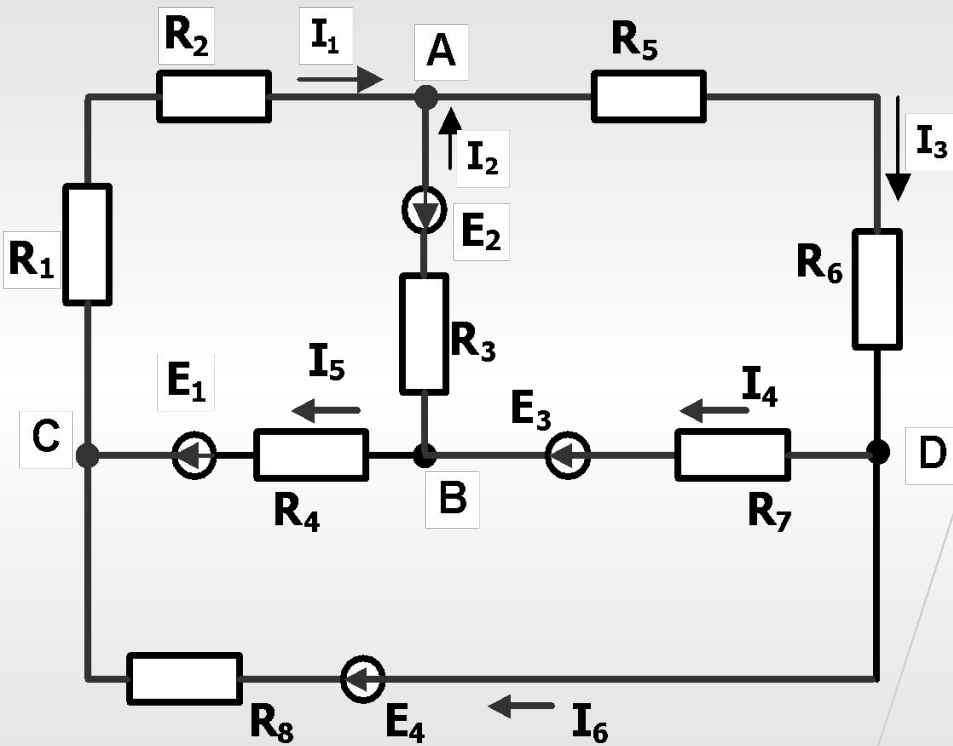 R₂
I₁
A
R₅
I₃
I₂
E₂
R₁
R₆
R₃
I₅
E₁
I₄
E₃
C
D
B
R₄
R₇
R₈
E₄
I₆